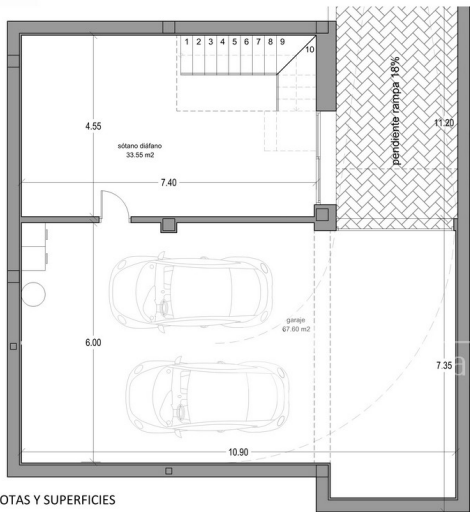 1 2 3 4 5 6 7 8 9
10
pendiente rampa 18%
11.20
4.55
sótano diáfano
33.55 m2
7.40
garaje
67.60 m2
6.00
7.35
10.90
OTAS Y SUPERFICIES